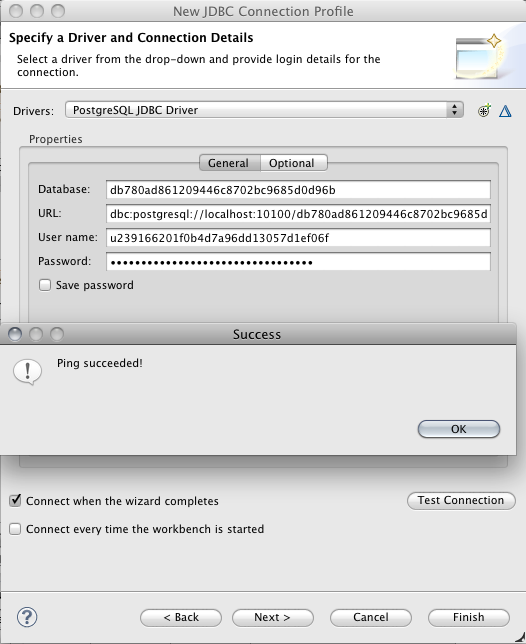 New JDBC Connection Profile
Specify a Driver and Connection Details
Select a driver from the drop-down and provide login details for the
connection.
Drivers: PostgreSQL JDBC Driver
Properties
General Optional
Database: db780ad861209446c8702bc9685d0d96b
URL: dbc:postgresql://localhost:10100/db780ad861209446c8702bc9685d
User name: u239166201f0b4d7a96dd13057d1ef06f
Password: ••••••••••••••••••••••••••••••••
Save password
Success
Ping succeeded!
OK
Connect when the wizard completes
Test Connection
Connect every time the workbench is started
? < Back Next > Cancel Finish